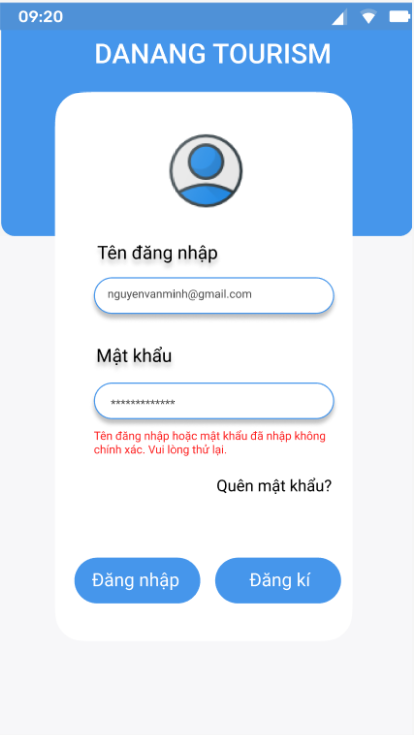 09:20
DANANG TOURISM
Tên đăng nhập
nguyenvanminh@gmail.com
Mật khẩu
*************
Tên đăng nhập hoặc mật khẩu đã nhập không
chính xác. Vui lòng thử lại.
Quên mật khẩu?
Đăng nhập
Đăng kí